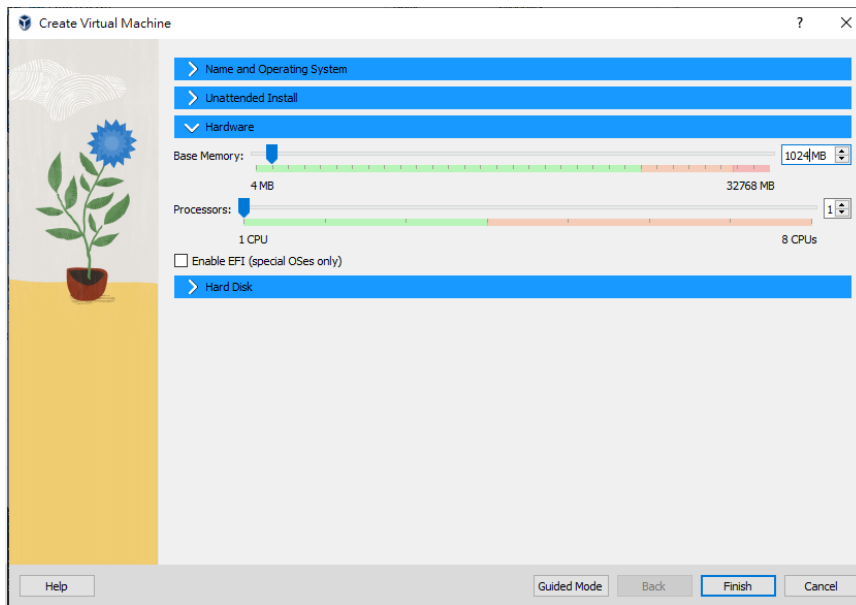 Create Virtual Machine
Name and Operating System
Unattended Install
Hardware
Base Memory: 1024 MB
4 MB 32768 MB
Processors: 1
1 CPU 8 CPUs
Enable EFI (special OSes only)
Hard Disk
Help Guided Mode Back Finish Cancel